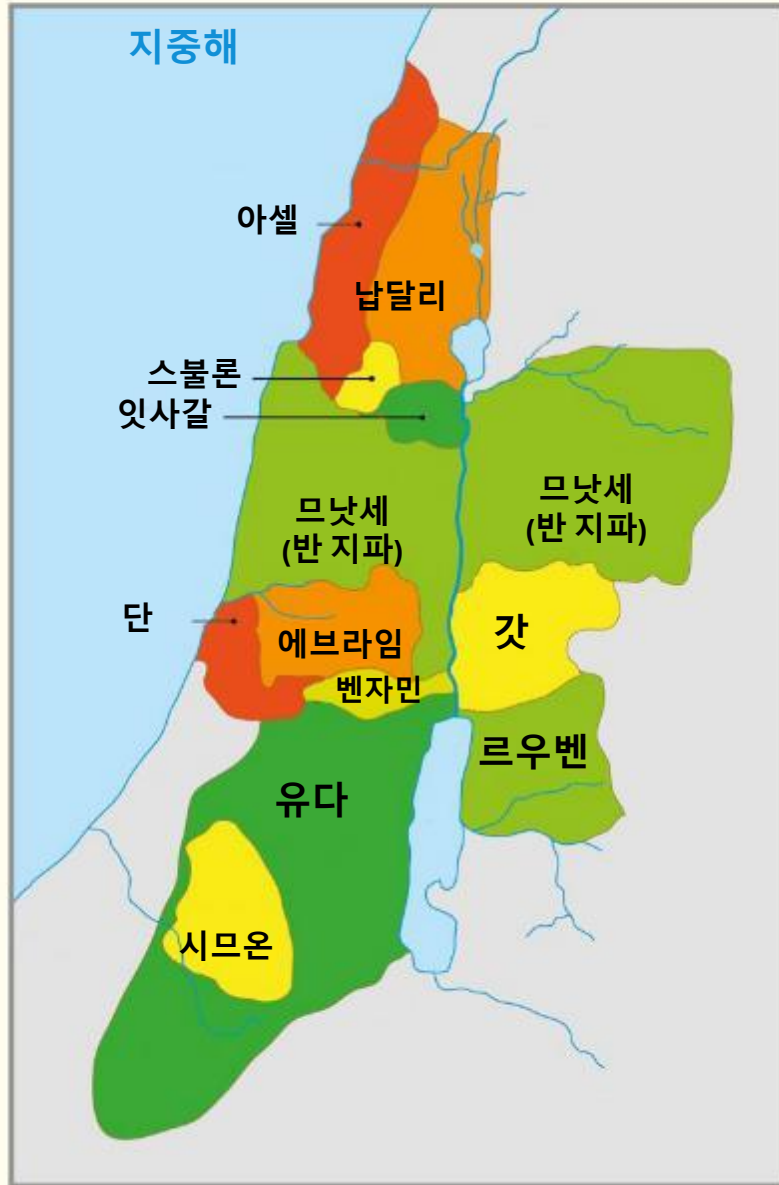 지중해
아셀
납달리
스불론
잇사갈
므낫세
(반 지파)
므낫세
(반 지파)
단
에브라임
갓
벤자민
르우벤
유다
시므온